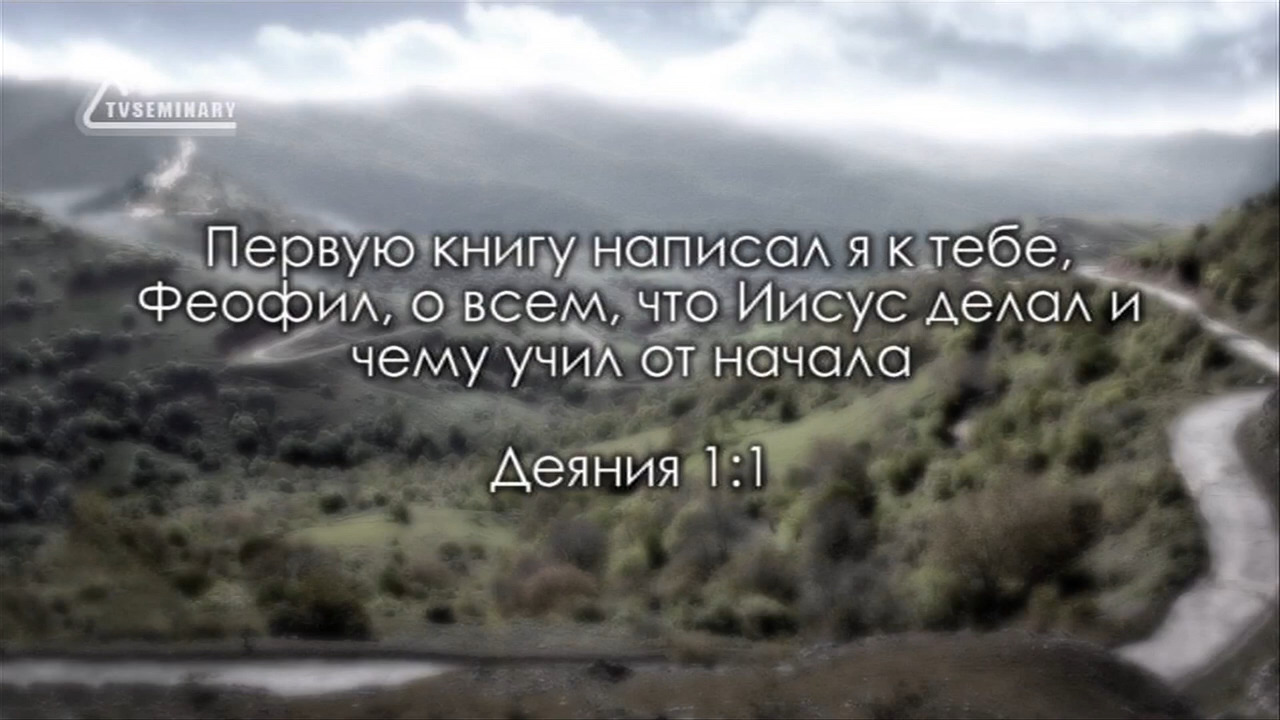 TVSEMINARY
Первую книгу написал я к тебе,
Феофил, о всем, что Иисус делал и
чему учил от начала
Деяния 1:1